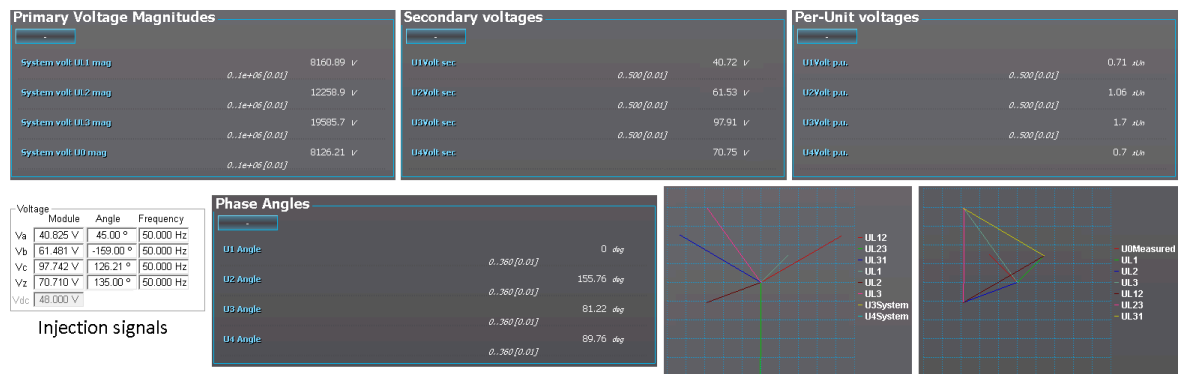 Primary Voltage Magnitudes
-
System volt UL1 mag 8160.89 V
0..1e+06 [0.01]
System volt UL2 mag 12258.9 V
0..1e+06 [0.01]
System volt UL3 mag 19585.7 V
0..1e+06 [0.01]
System volt U0 mag 8126.21 V
0..1e+06 [0.01]
Secondary voltages
-
U1Volt sec 40.72 V
0..500 [0.01]
U2Volt sec 61.53 V
0..500 [0.01]
U3Volt sec 97.91 V
0..500 [0.01]
U4Volt sec 70.75 V
Per-Unit voltages
-
U1Volt p.u. 0.71 xUn
0..500 [0.01]
U2Volt p.u. 1.06 xUn
0..500 [0.01]
U3Volt p.u. 1.7 xUn
0..500 [0.01]
U4Volt p.u. 0.7 xUn
Voltage
Module Angle Frequency
Va 40.825 V 45.00 º 50.000 Hz
Vb 61.481 V -159.00 º 50.000 Hz
Vc 97.742 V 126.21 º 50.000 Hz
Vz 70.710 V 135.00 º 50.000 Hz
Vdc 48.000 V
Injection signals
Phase Angles
-
U1 Angle 0 deg
0..360 [0.01]
U2 Angle 155.76 deg
0..360 [0.01]
U3 Angle 81.22 deg
0..360 [0.01]
U4 Angle 89.76 deg
0..360 [0.01]
UL12
UL23
UL31
UL1
UL2
UL3
U3System
U4System
U0Measured
UL1
UL2
UL3
UL12
UL23
UL31